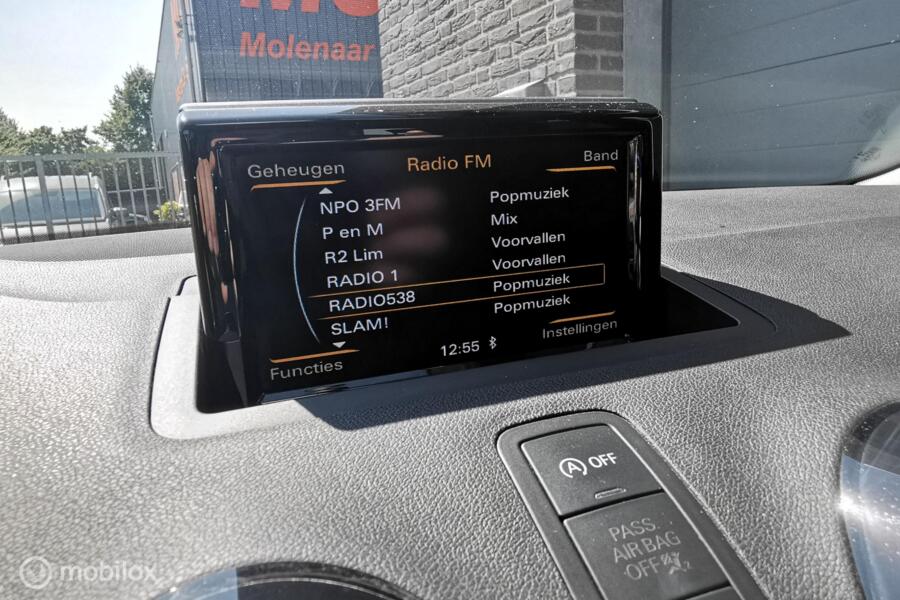 Molenaar
Geheugen
Radio FM
Band
NPO 3FM Popmuziek
P en M Mix
R2 Lim Voorvallen
RADIO 1 Voorvallen
RADIO538 Popmuziek
SLAM! Popmuziek
Functies
12:55
Instellingen
A OFF
PASS.
AIR BAG
OFF
mobilox